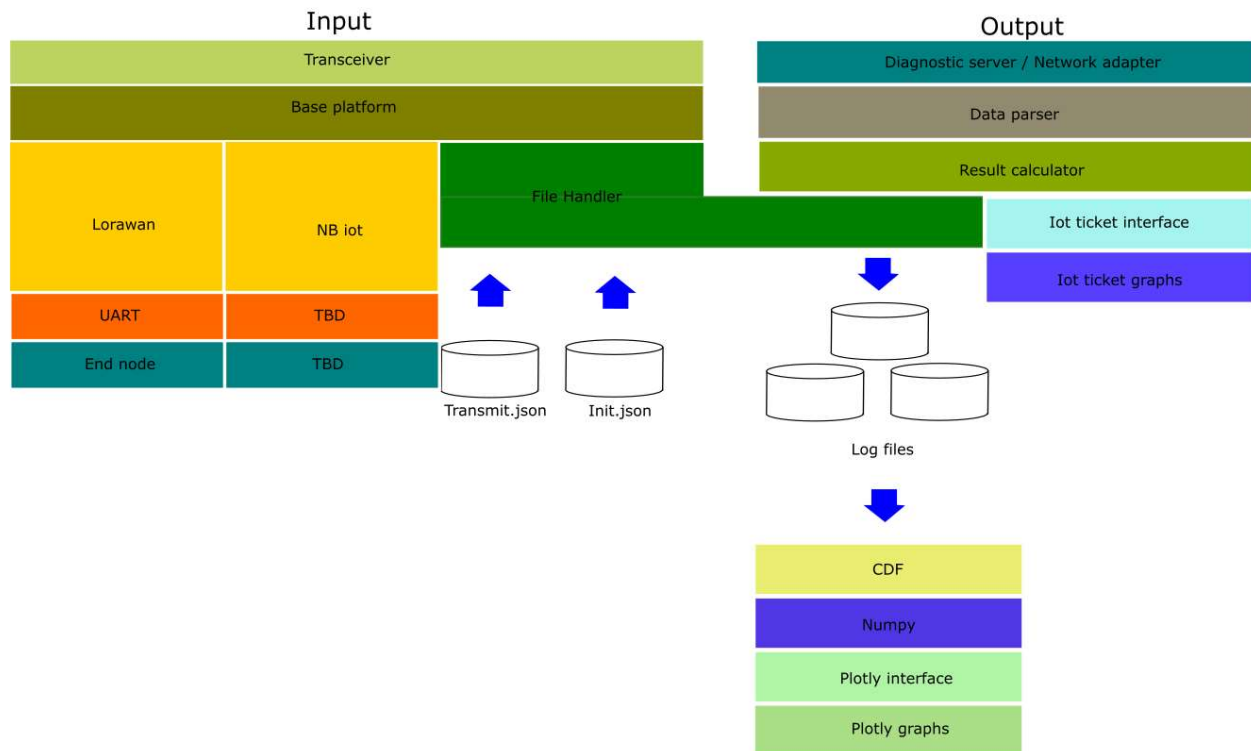 Input
Output
Transceiver
Diagnostic server / Network adapter
Base platform
Data parser
Result calculator
File Handler
Lorawan
NB iot
Iot ticket interface
Iot ticket graphs
UART
TBD
End node
TBD
Transmit.json
Init.json
Log files
CDF
Numpy
Plotly interface
Plotly graphs